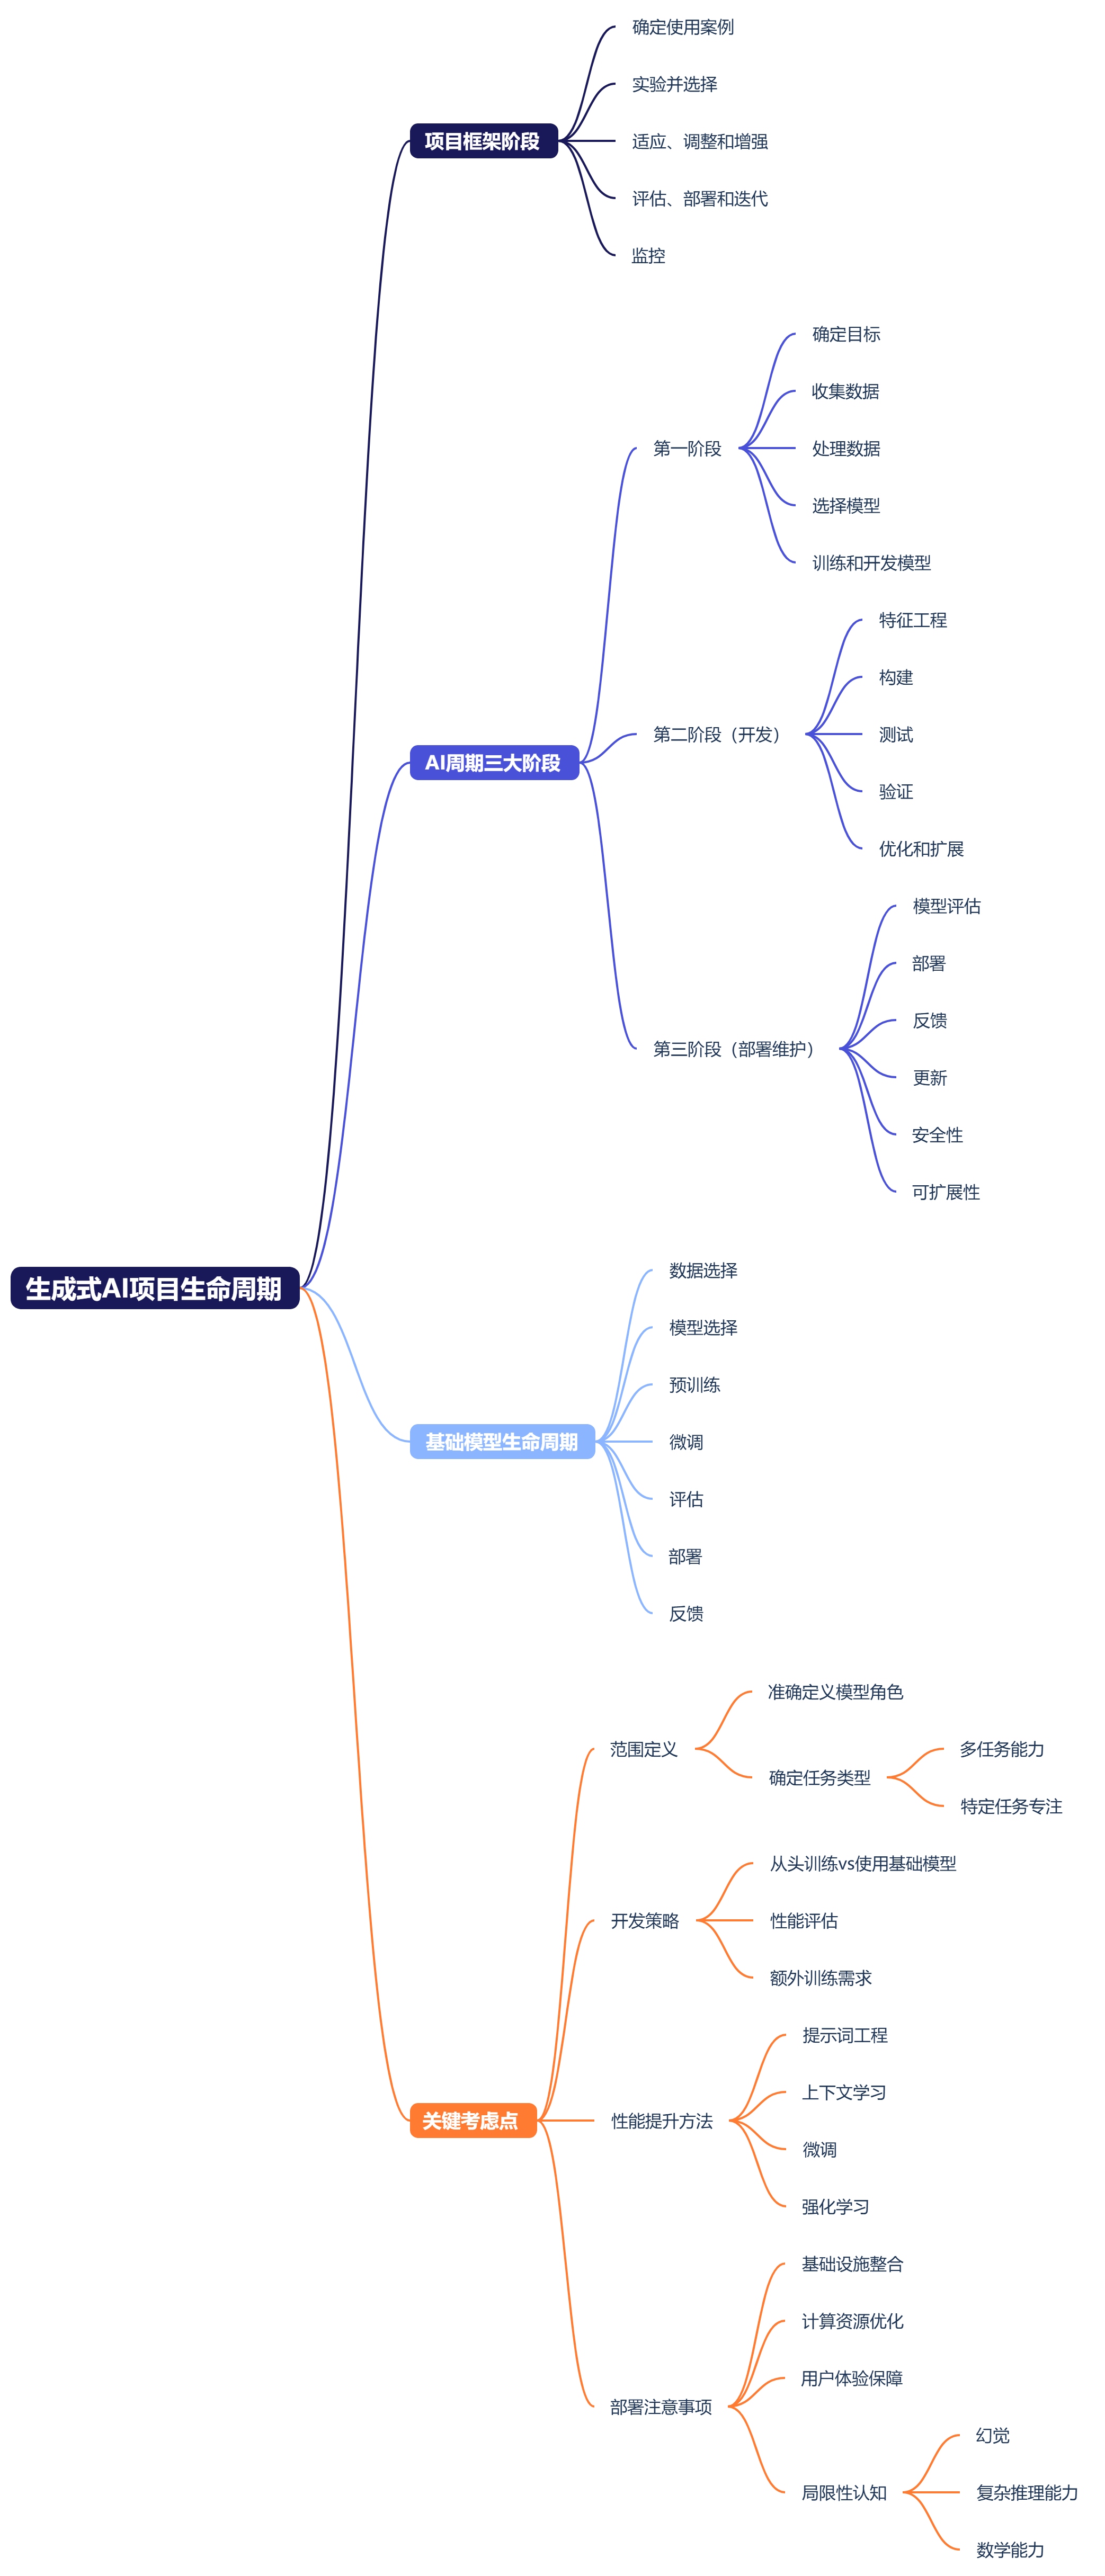 生成式AI项目生命周期
项目框架阶段
确定使用案例
实验并选择
适应、调整和增强
评估、部署和迭代
监控
AI周期三大阶段
第一阶段
确定目标
收集数据
处理数据
选择模型
训练和开发模型
第二阶段（开发）
特征工程
构建
测试
验证
优化和扩展
第三阶段（部署维护）
模型评估
部署
反馈
更新
安全性
可扩展性
基础模型生命周期
数据选择
模型选择
预训练
微调
评估
部署
反馈
关键考虑点
范围定义
准确定义模型角色
确定任务类型
多任务能力
特定任务专注
开发策略
从头训练vs使用基础模型
性能评估
额外训练需求
性能提升方法
提示词工程
上下文学习
微调
强化学习
部署注意事项
基础设施整合
计算资源优化
用户体验保障
局限性认知
幻觉
复杂推理能力
数学能力